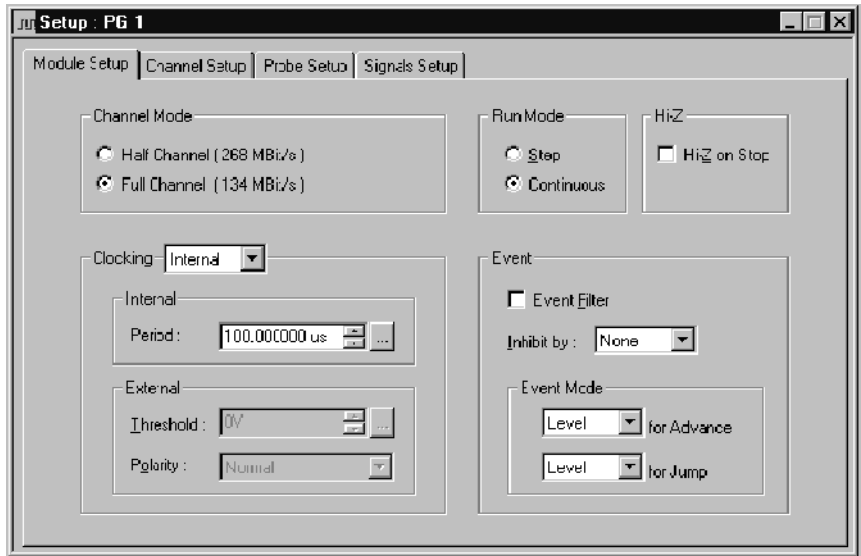 Setup : PG 1
Module Setup Channel Setup Probe Setup Signals Setup
Channel Mode
Half Channel ( 268 MBit/s )
Full Channel ( 134 MBit/s )
Run Mode
Step
Continuous
Hi-Z
Hi-Z on Stop
Clocking Internal
Internal
Period : 100.000000 us ...
External
Threshold : 0V ...
Polarity : Normal
Event
Event Filter
Inhibit by : None
Event Mode
Level for Advance
Level for Jump